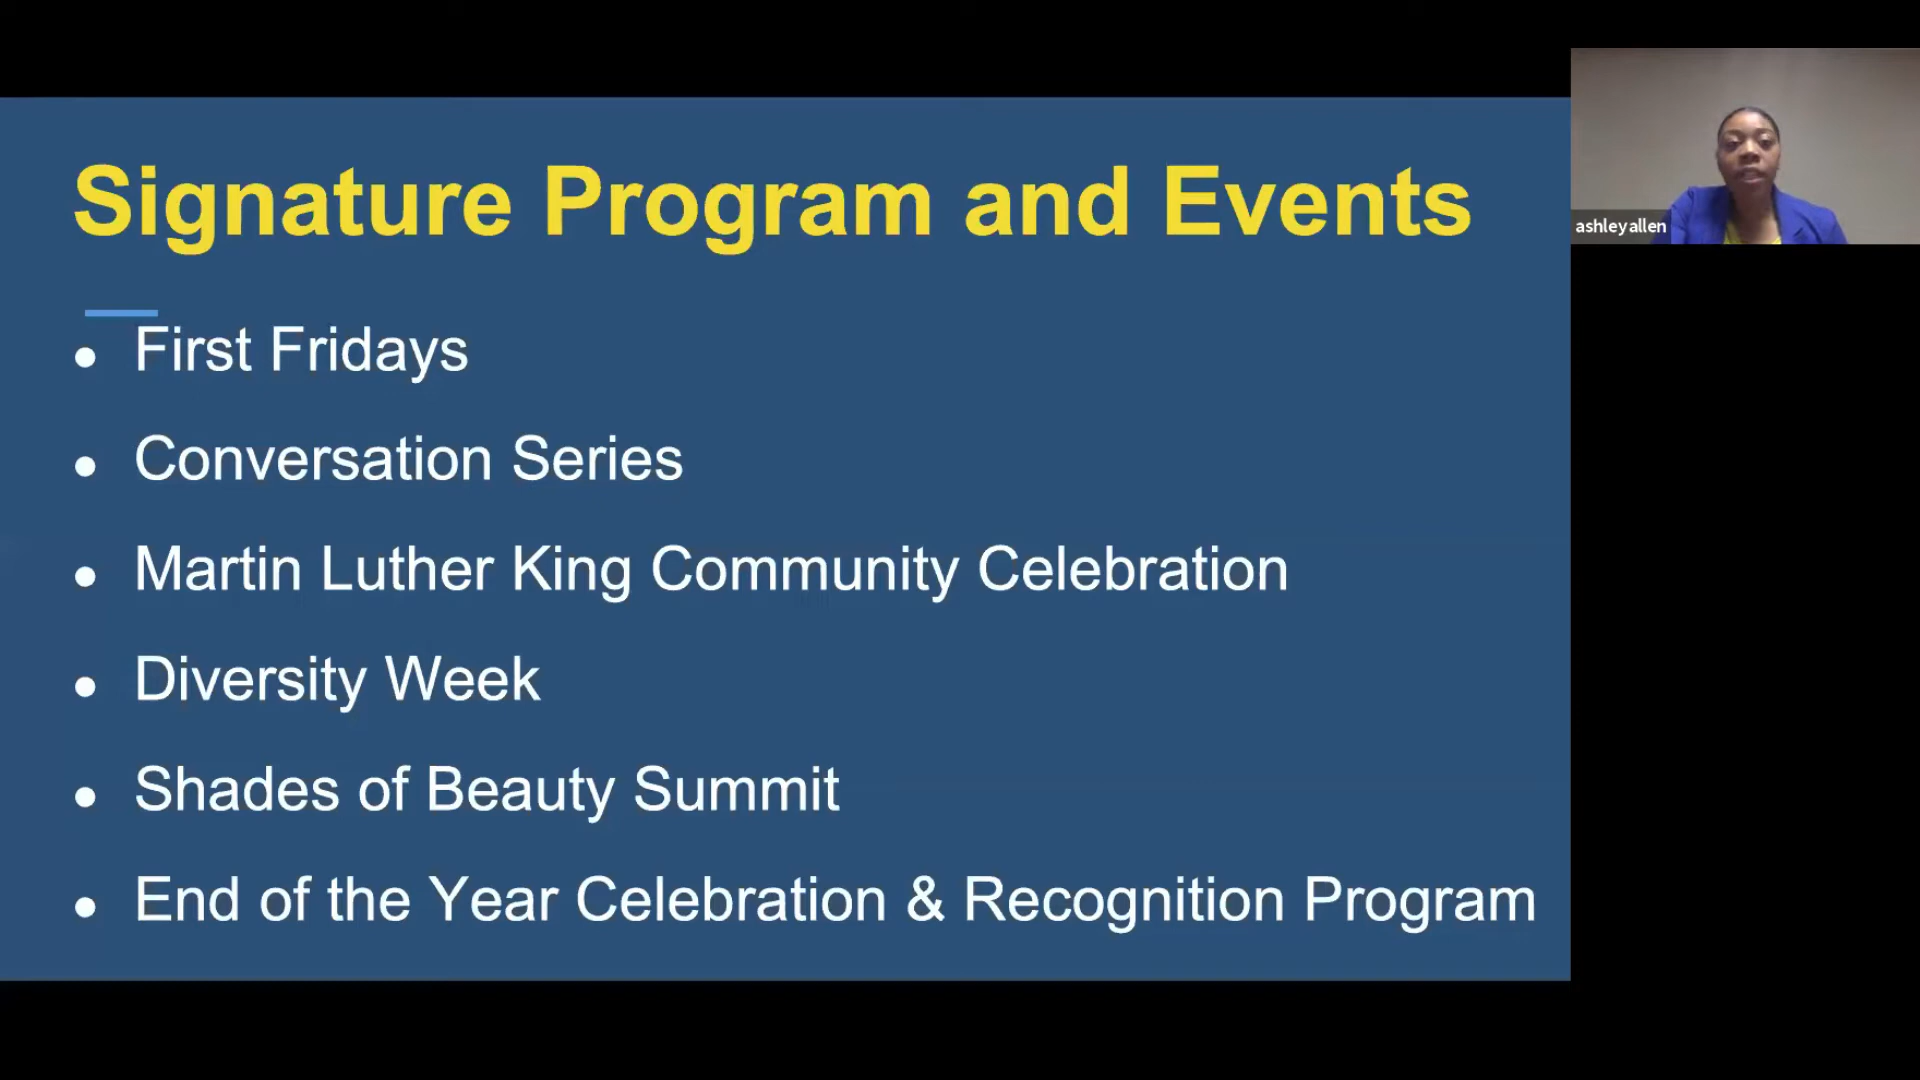 Signature Program and Events
First Fridays
Conversation Series
Martin Luther King Community Celebration
Diversity Week
Shades of Beauty Summit
End of the Year Celebration & Recognition Program
ashleyallen